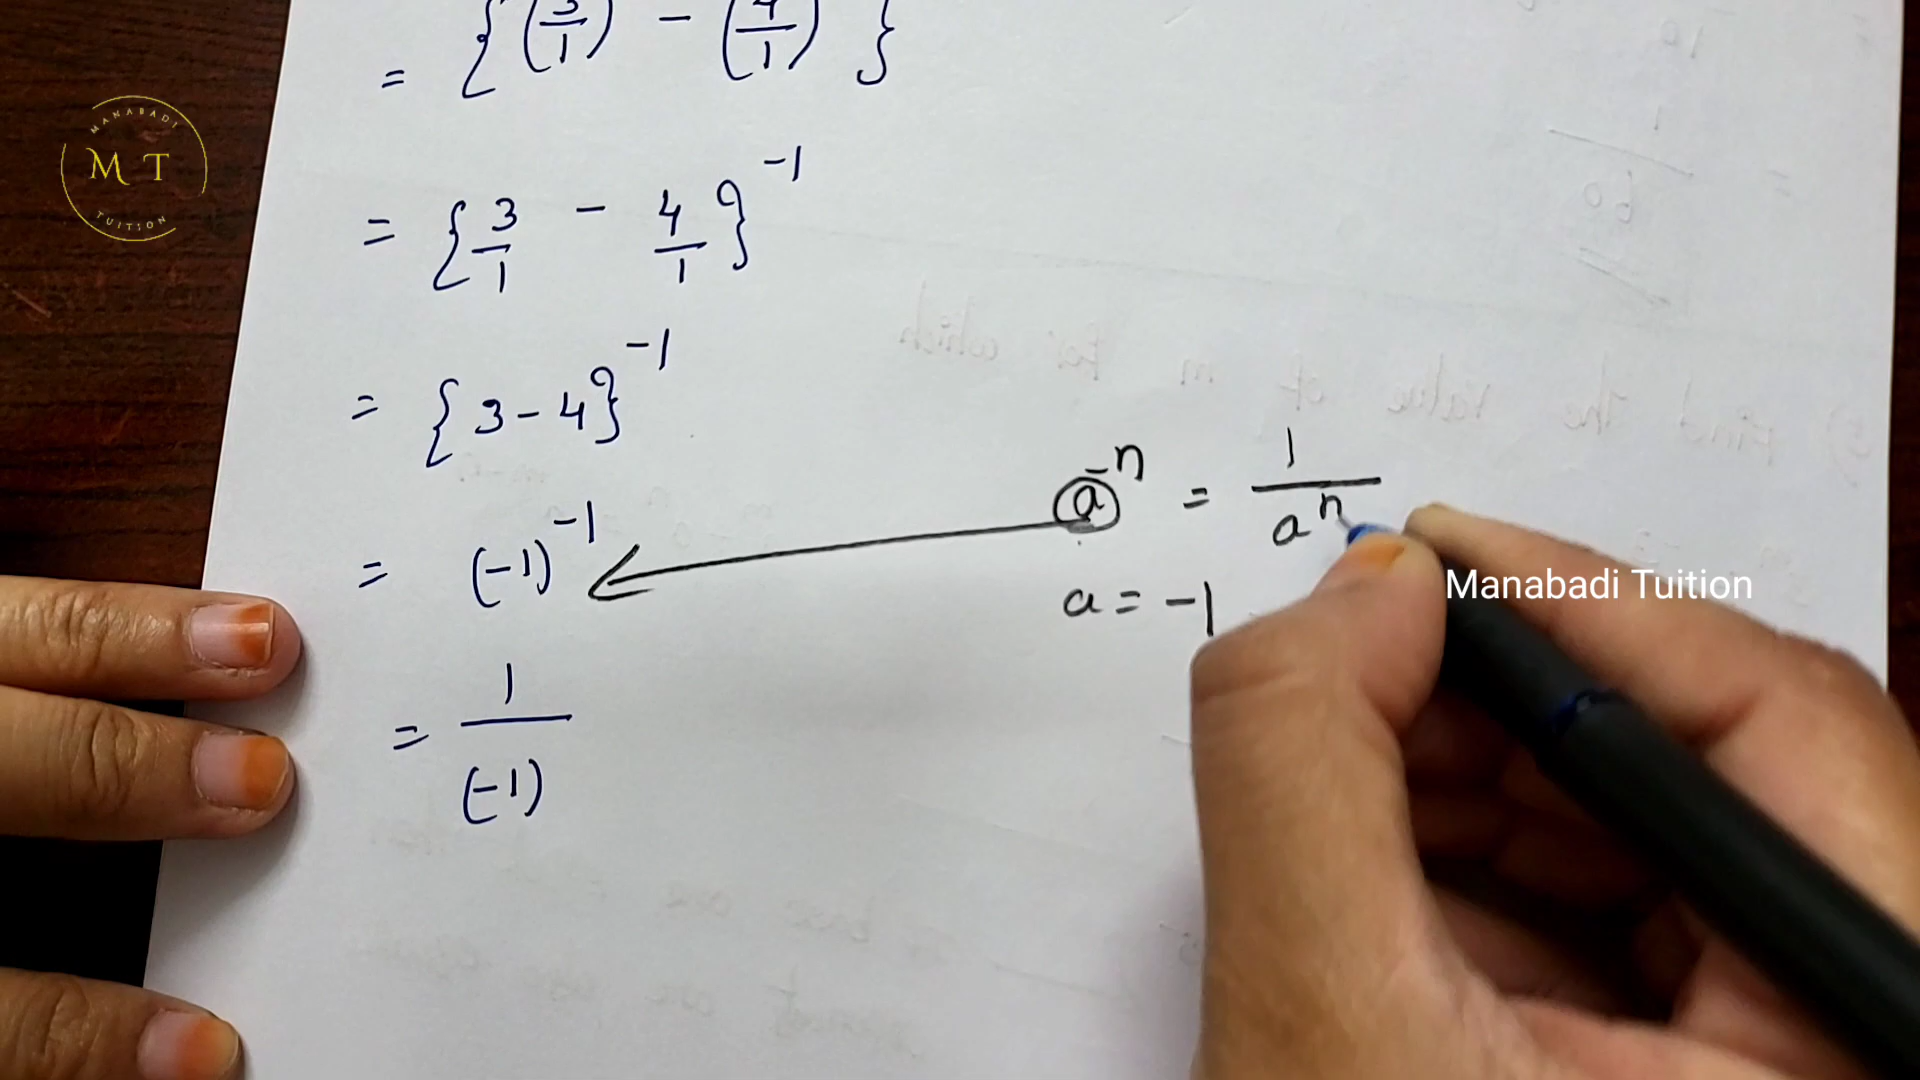 = { (3/1) - (4/1) }
MANABADI
M T
TUITION
= { 3/1 - 4/1 }^-1
= { 3 - 4 }^-1
a^-n = 1/a^n
= (-1)^-1
a = -1
Manabadi Tuition
= 1/(-1)